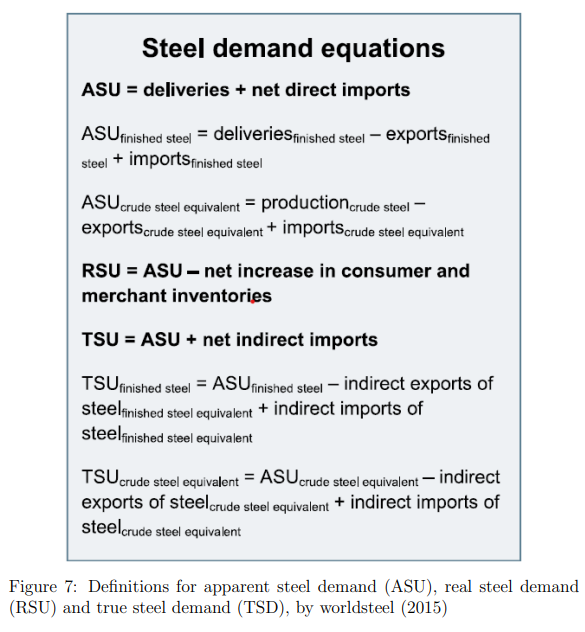 Steel demand equations
ASU = deliveries + net direct imports
ASUfinished steel = deliveriesfinished steel – exportsfinished
steel + importsfinished steel
ASUcrude steel equivalent = productioncrude steel –
exportscrude steel equivalent + importscrude steel equivalent
RSU = ASU – net increase in consumer and
merchant inventories
TSU = ASU + net indirect imports
TSUfinished steel = ASUfinished steel – indirect exports of
steelfinished steel equivalent + indirect imports of
steelfinished steel equivalent
TSUcrude steel equivalent = ASUcrude steel equivalent – indirect
exports of steelcrude steel equivalent + indirect imports of
steelcrude steel equivalent
Figure 7: Definitions for apparent steel demand (ASU), real steel demand
(RSU) and true steel demand (TSD), by worldsteel (2015)